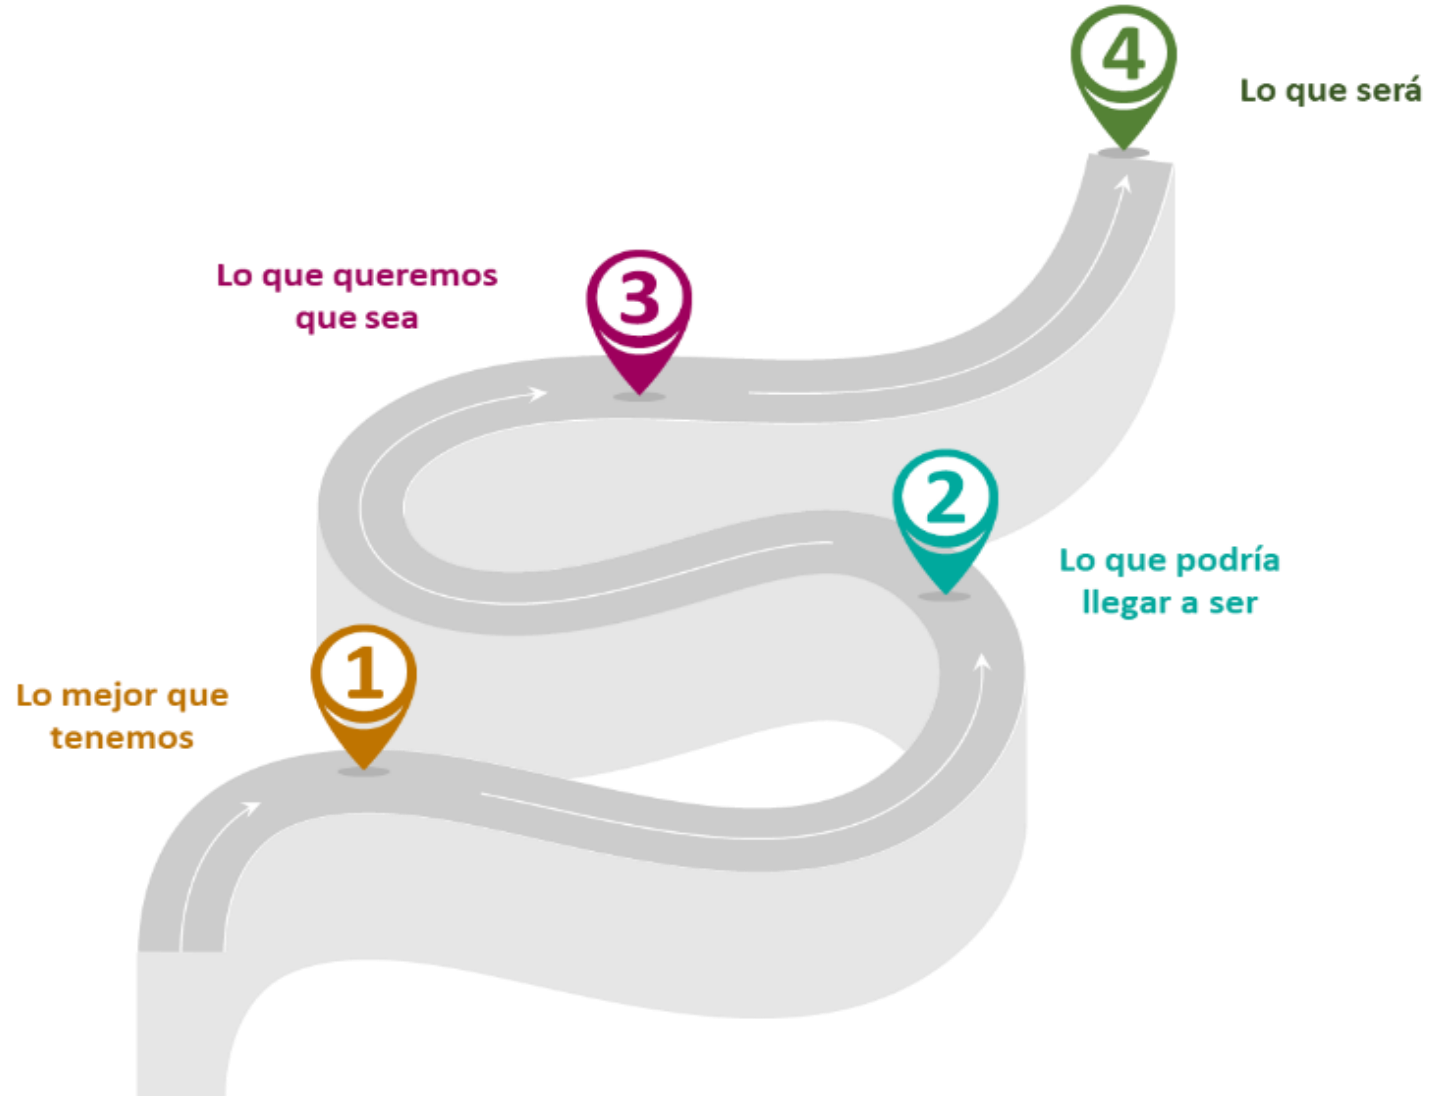 4
Lo que será
Lo que queremos
que sea
3
2
Lo que podría
llegar a ser
1
Lo mejor que
tenemos